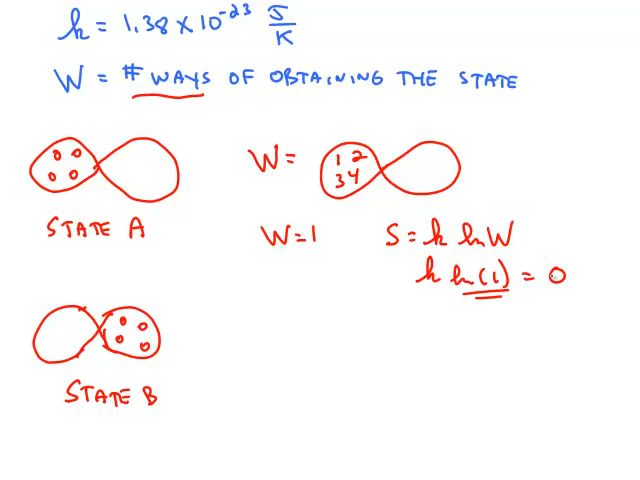 k = 1.38 × 10⁻²³ J/K
W = # WAYS OF OBTAINING THE STATE
W = 1 2
3 4
STATE A
W = 1 S = k ln W
k ln(1) = 0
STATE B